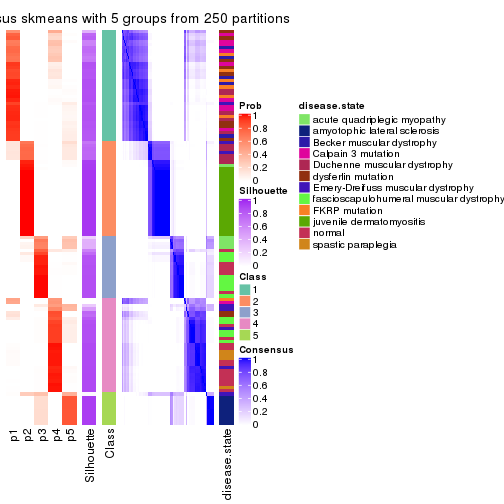 sus skmeans with 5 groups from 250 partitions
Prob
1
0.8
0.6
0.4
0.2
0
Silhouette
1
0.8
0.6
0.4
0.2
0
Class
1
2
3
4
5
Consensus
1
0.8
0.6
0.4
0.2
0
disease.state
acute quadriplegic myopathy
amyotophic lateral sclerosis
Becker muscular dystrophy
Calpain 3 mutation
Duchenne muscular dystrophy
dysferlin mutation
Emery-Dreifuss muscular dystrophy
fascioscapulohumeral muscular dystrophy
FKRP mutation
juvenile dermatomyositis
normal
spastic paraplegia
p1
p2
p3
p4
p5
Silhouette
Class
disease.state